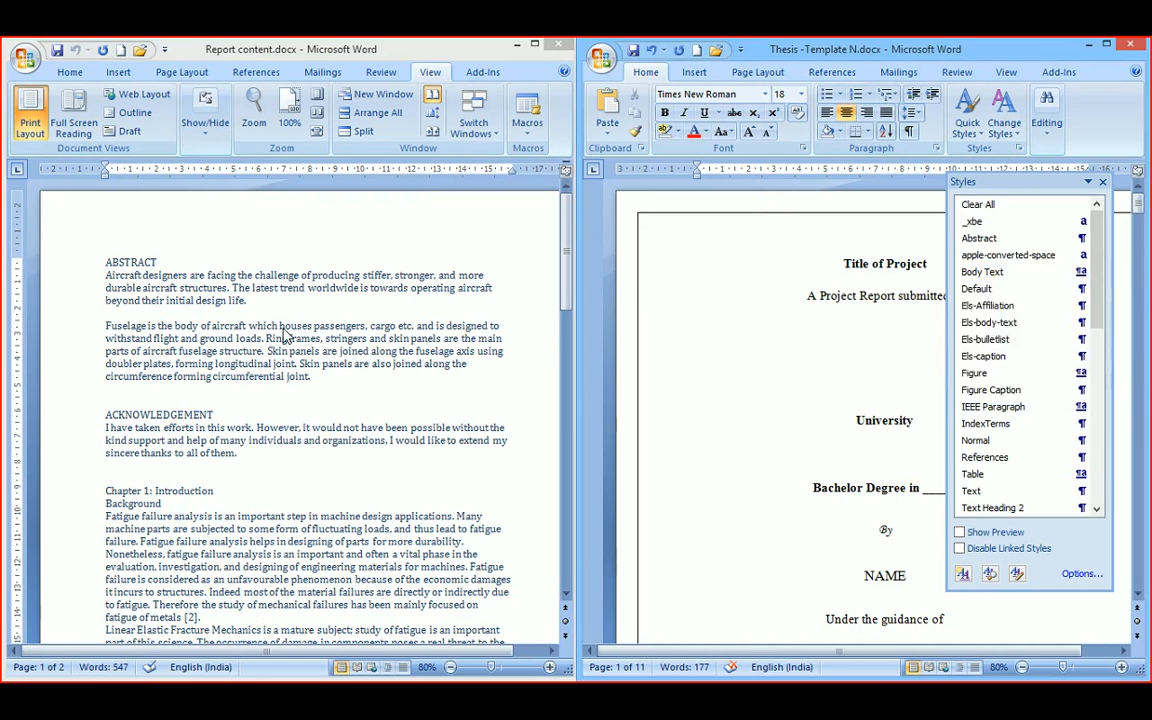 Report content.docx - Microsoft Word
Home Insert Page Layout References Mailings Review View Add-Ins
Print Layout
Full Screen Reading
Web Layout
Outline
Draft
Document Views
Show/Hide
Zoom
100%
Zoom
New Window
Arrange All
Split
Switch Windows
Window
Macros
Macros
ABSTRACT
Aircraft designers are facing the challenge of producing stiffer, stronger, and more
durable aircraft structures. The latest trend worldwide is towards operating aircraft
beyond their initial design life.
Fuselage is the body of aircraft which houses passengers, cargo etc. and is designed to
withstand flight and ground loads. Ring frames, stringers and skin panels are the main
parts of aircraft fuselage structure. Skin panels are joined along the fuselage axis using
doubler plates, forming longitudinal joint. Skin panels are also joined along the
circumference forming circumferential joint.
ACKNOWLEDGEMENT
I have taken efforts in this work. However, it would not have been possible without the
kind support and help of many individuals and organizations. I would like to extend my
sincere thanks to all of them.
Chapter 1: Introduction
Background
Fatigue failure analysis is an important step in machine design applications. Many
machine parts are subjected to some form of fluctuating loads, and thus lead to fatigue
failure. Fatigue failure analysis helps in designing of parts for more durability.
Nonetheless, fatigue failure analysis is an important and often a vital phase in the
evaluation, investigation, and designing of engineering materials for machines. Fatigue
failure is considered as an unfavourable phenomenon because of the economic damages
it incurs to structures. Indeed most of the material failures are directly or indirectly due
to fatigue. Therefore the study of mechanical failures has been mainly focused on
fatigue of metals [2].
Linear Elastic Fracture Mechanics is a mature subject; study of fatigue is an important
part of this science. The occurrence of damage in components poses a real threat to the
Page: 1 of 2 Words: 547 English (India) 80%
Thesis -Template N.docx - Microsoft Word
Home Insert Page Layout References Mailings Review View Add-Ins
Paste
Clipboard
Times New Roman 18
Font
Paragraph
Quick Styles
Change Styles
Styles
Editing
Title of Project
A Project Report submitted
University
Bachelor Degree in ____
By
NAME
Under the guidance of
Styles
Clear All
_xbe a
Abstract ¶
apple-converted-space a
Body Text ¶a
Default ¶
Els-Affiliation ¶
Els-body-text ¶
Els-bulletlist ¶
Els-caption ¶
Figure ¶a
Figure Caption ¶
IEEE Paragraph ¶a
IndexTerms ¶
Normal ¶
References ¶
Table ¶a
Text ¶
Text Heading 2 ¶
Show Preview
Disable Linked Styles
Options...
Page: 1 of 11 Words: 177 English (India) 80%